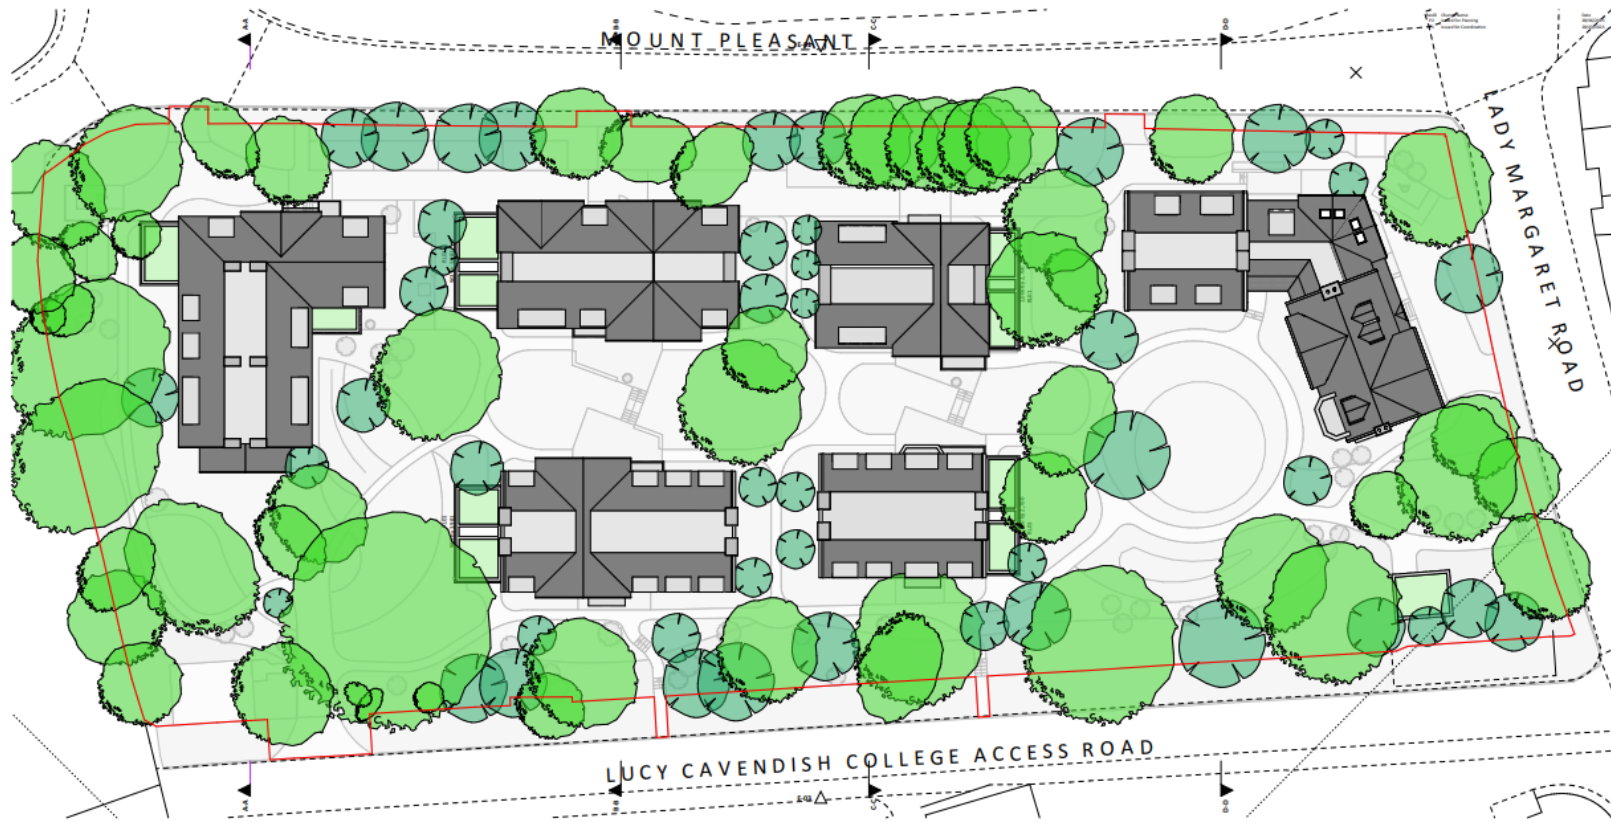 A-A
B-B
C-C
D-D
MOUNT PLEASANT
LADY MARGARET ROAD
LUCY CAVENDISH COLLEGE ACCESS ROAD
A-A
B-B
C-C
D-D